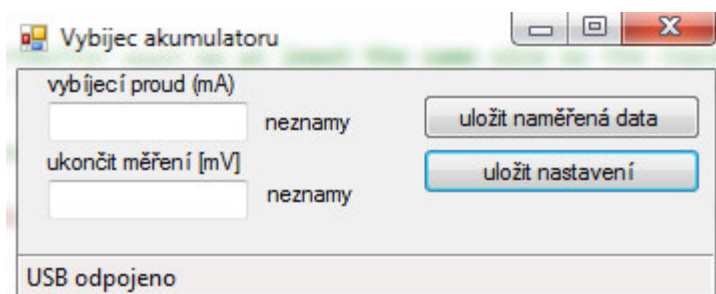 Vybijec akumulatoru
vybíjecí proud (mA)
neznamy
uložit naměřená data
ukončit měření [mV]
neznamy
uložit nastavení
USB odpojeno